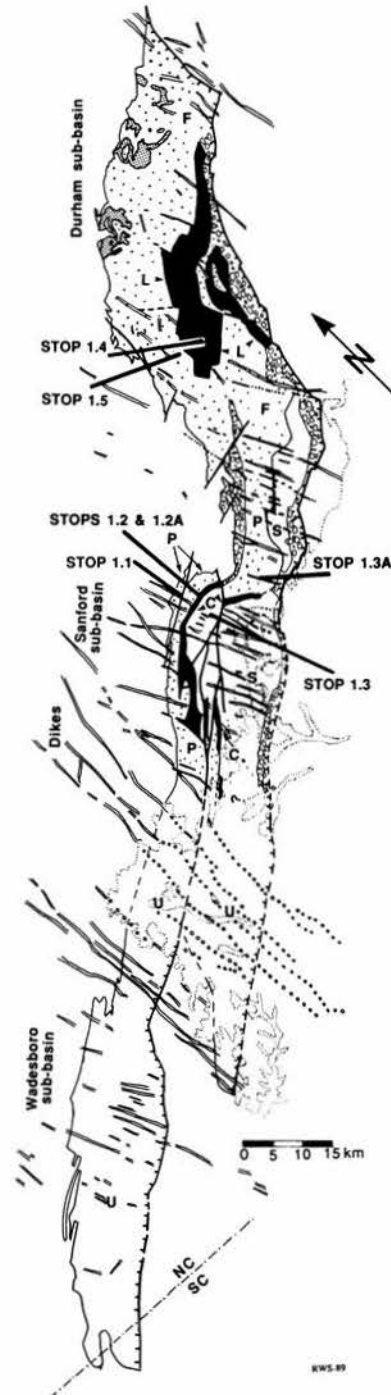 Durham sub-basin
F
L
L
STOP 1.4
STOP 1.5
N
F
P
S
STOPS 1.2 & 1.2A
P
STOP 1.1
STOP 1.3A
C
Sanford
sub-basin
STOP 1.3
S
P
C
?
Dikes
U
U
Wadesboro
sub-basin
0 5 10 15 km
U
NC
SC
RWS-89